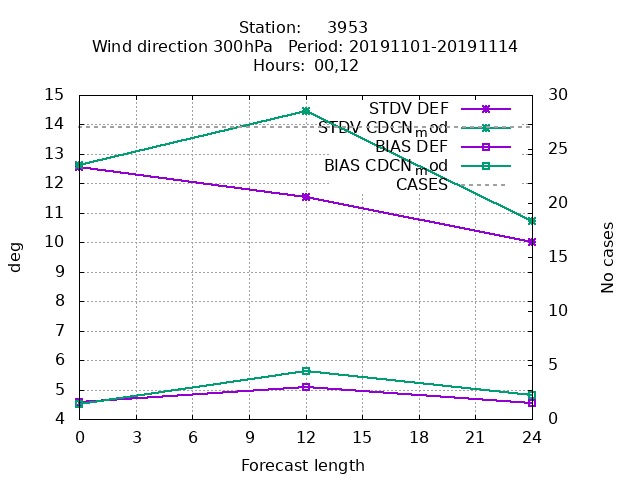 Station: 3953
Wind direction 300hPa Period: 20191101-20191114
Hours: 00,12
15
14
13
12
11
10
9
8
7
6
5
4
deg
30
25
20
15
10
5
0
No cases
STDV DEF
STDV CDCNmod
BIAS DEF
BIAS CDCNmod
CASES
0 3 6 9 12 15 18 21 24
Forecast length